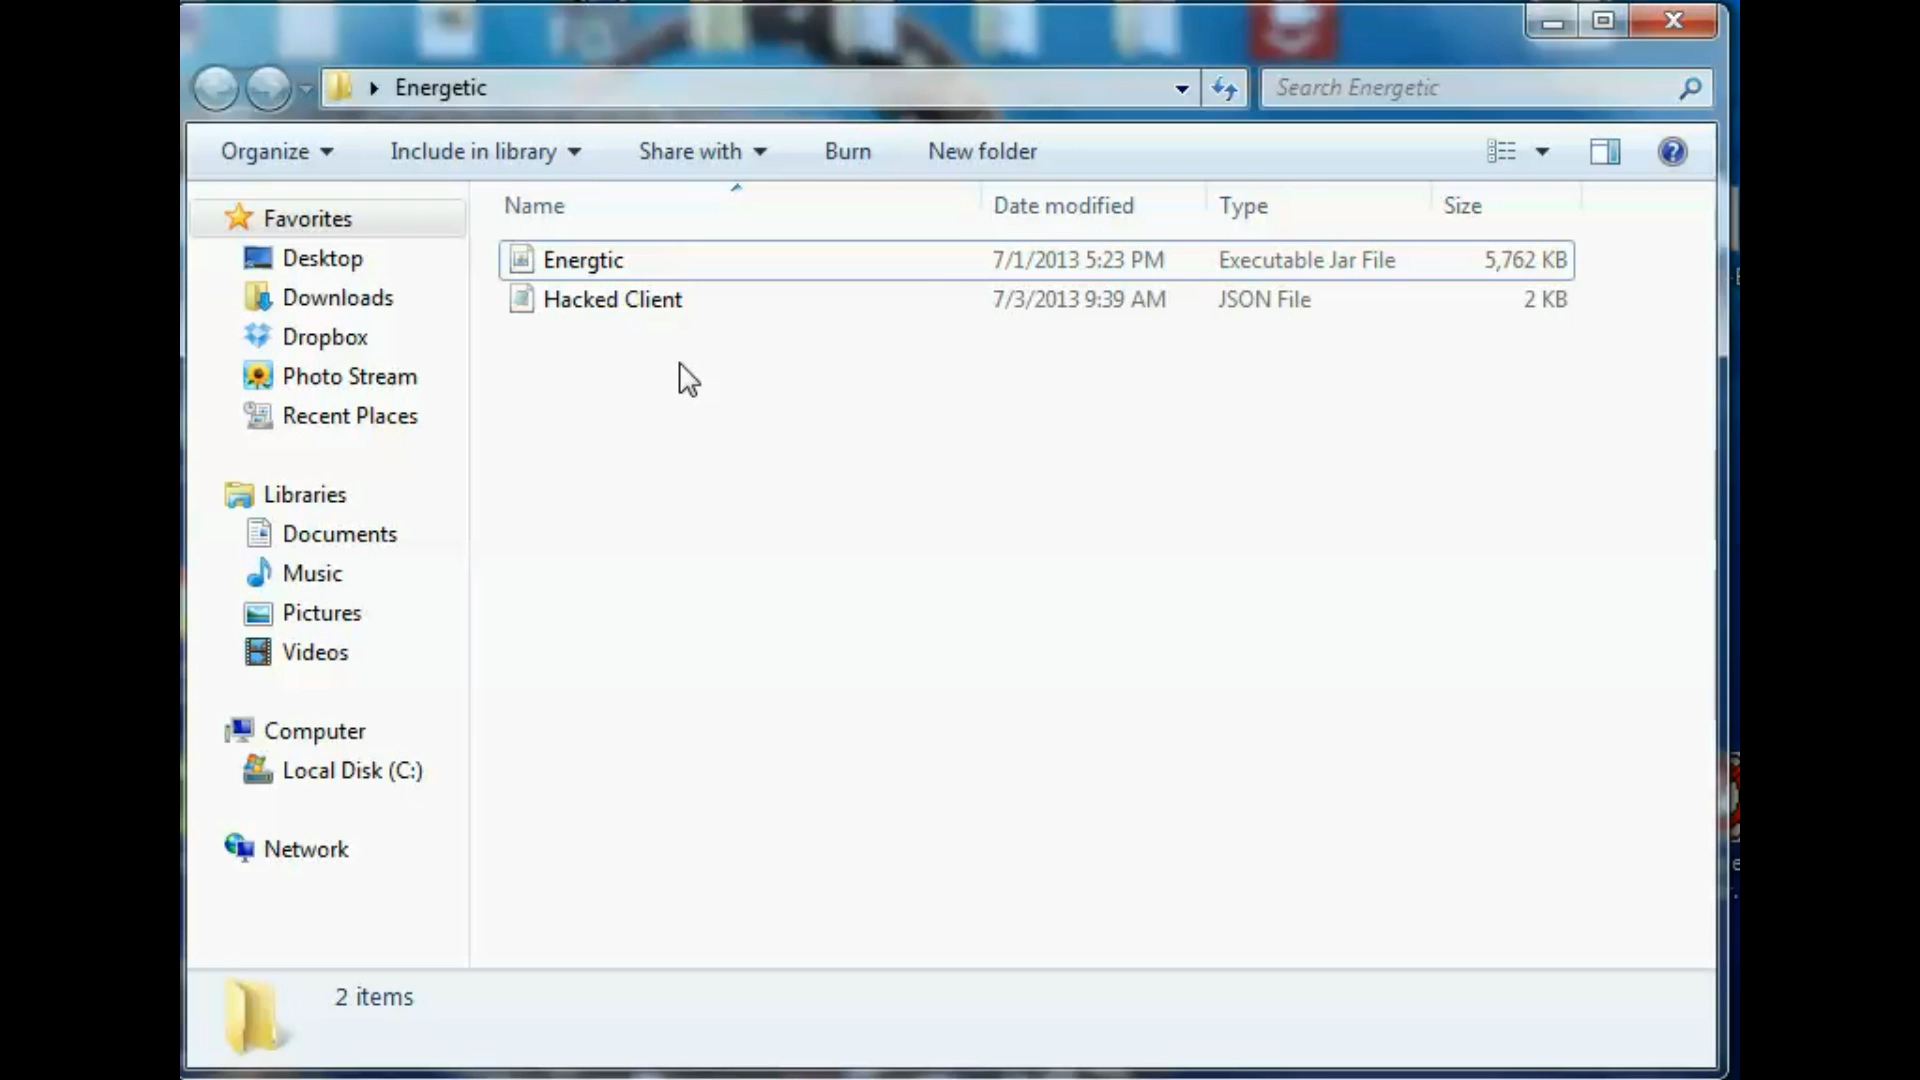 Energetic
Search Energetic
Organize Include in library Share with Burn New folder
Name Date modified Type Size
Energtic 7/1/2013 5:23 PM Executable Jar File 5,762 KB
Hacked Client 7/3/2013 9:39 AM JSON File 2 KB
Favorites
Desktop
Downloads
Dropbox
Photo Stream
Recent Places
Libraries
Documents
Music
Pictures
Videos
Computer
Local Disk (C:)
Network
2 items